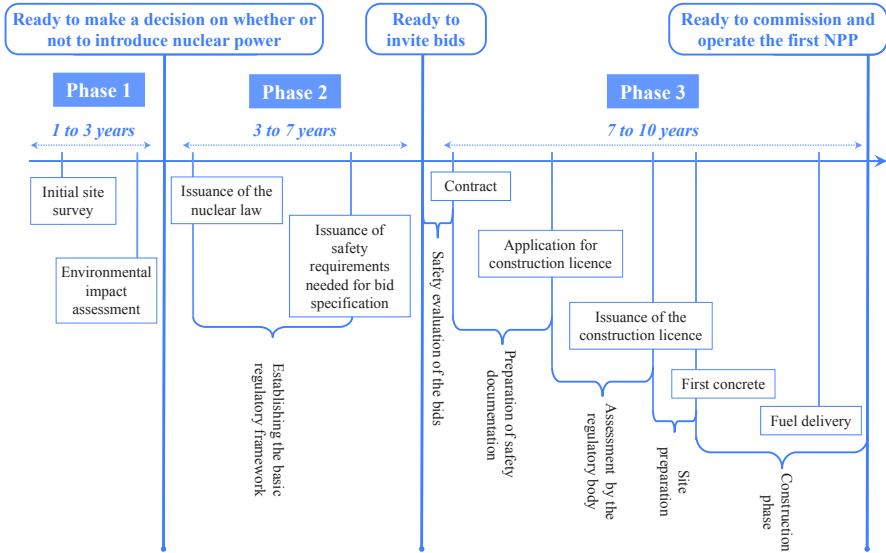 Ready to make a decision on whether or
not to introduce nuclear power
Ready to
invite bids
Ready to commission and
operate the first NPP
Phase 1
Phase 2
Phase 3
1 to 3 years
3 to 7 years
7 to 10 years
Initial site
survey
Environmental
impact
assessment
Issuance of the
nuclear law
Issuance of
safety
requirements
needed for bid
specification
Establishing the basic
regulatory framework
Contract
Safety evaluation of the bids
Application for
construction licence
Preparation of safety
documentation
Issuance of the
construction licence
Assessment by the
regulatory body
First concrete
Site
preparation
Fuel delivery
Construction
phase